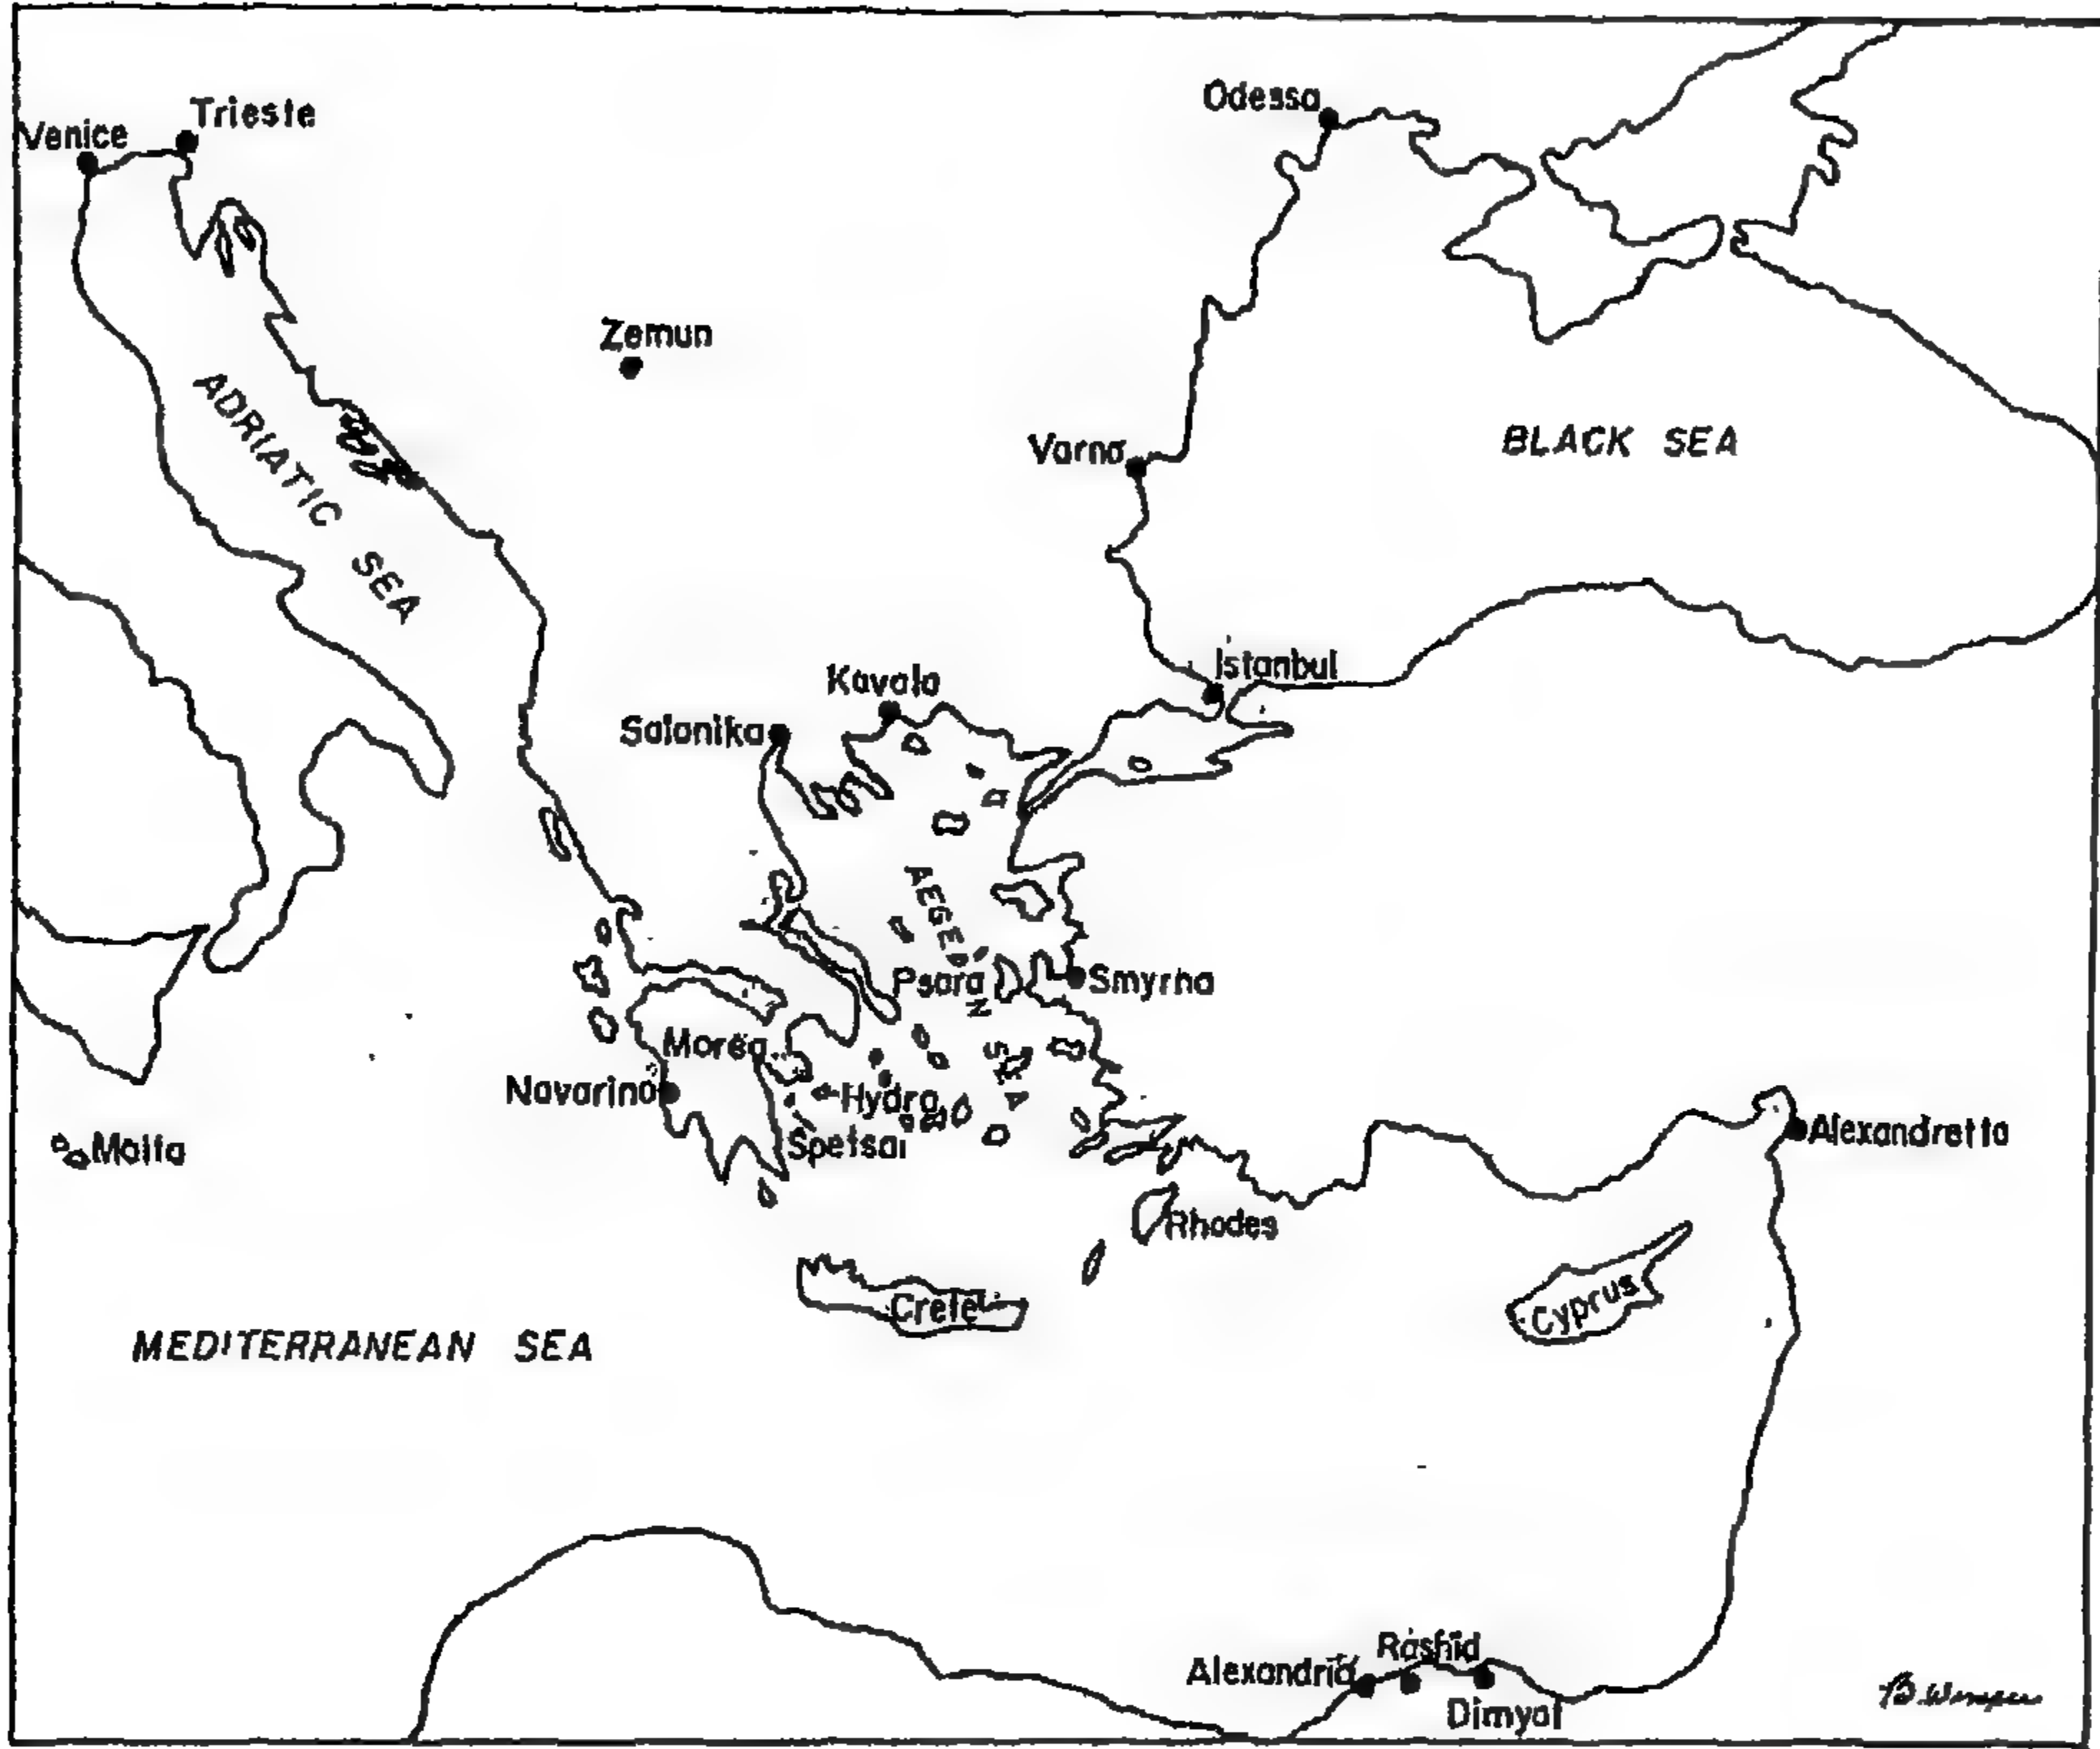 Odessa
Trieste
Venice
Zemun
ADRIATIC SEA
BLACK SEA
Varna
Istanbul
Kavala
Salonika
AEGEAN SEA
Psara
Smyrna
Morea
Navarino
Hydra
Spetsai
Malta
Alexandretta
Rhodes
Crete
Cyprus
MEDITERRANEAN SEA
Rashid
Alexandria
Dimyat